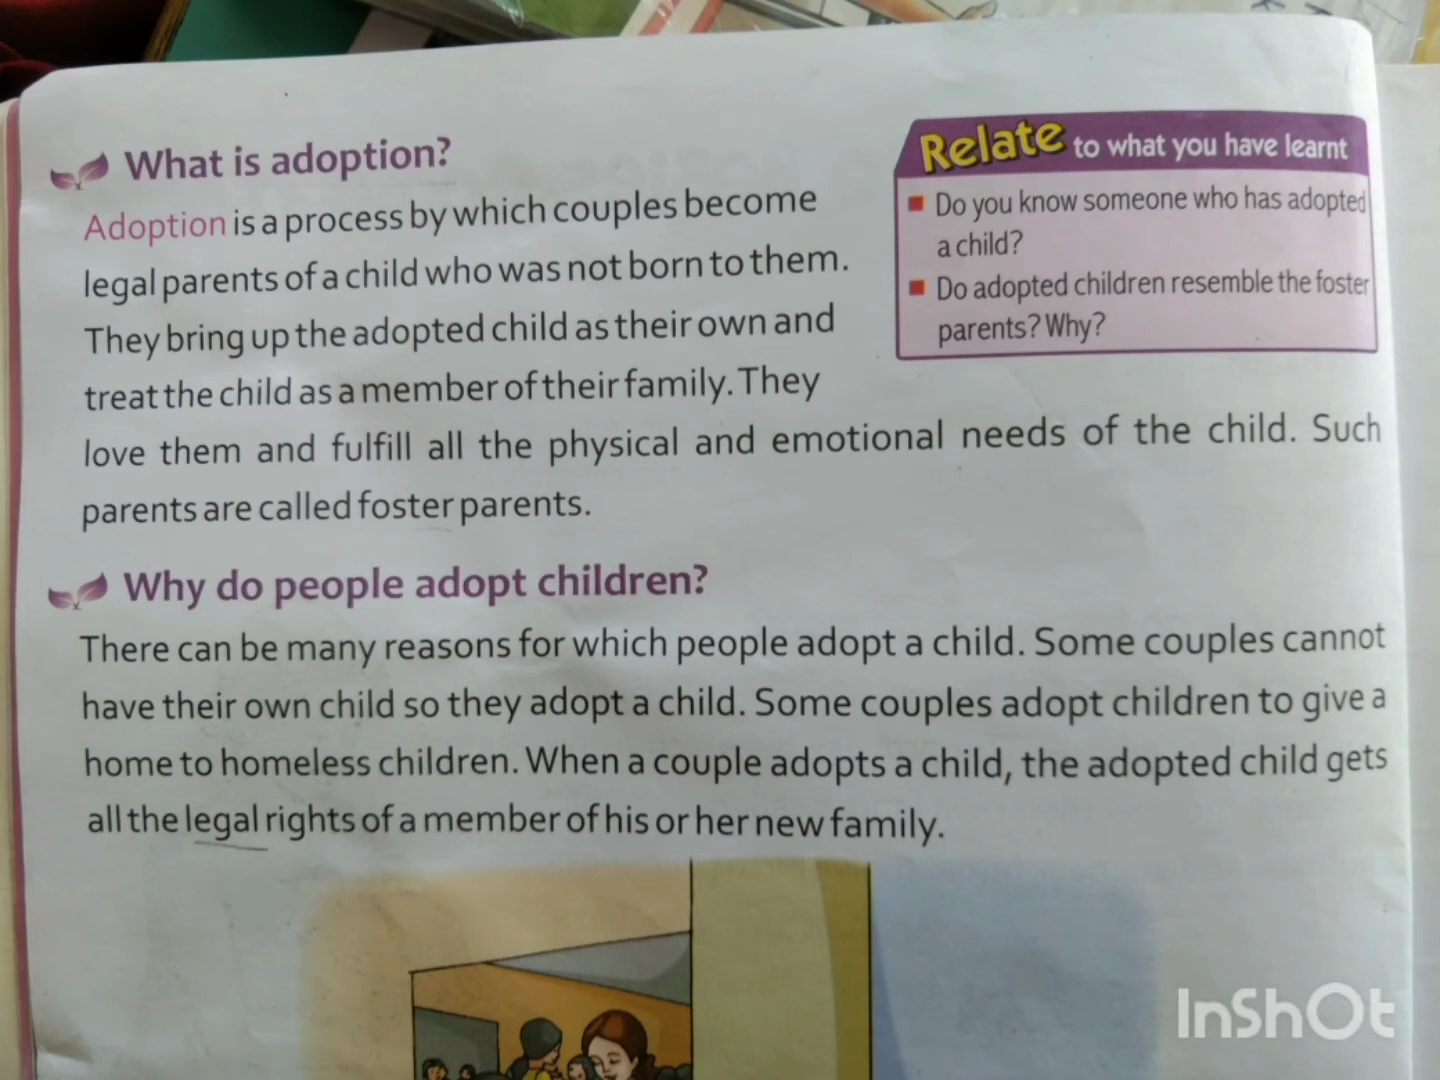 What is adoption?
Adoption is a process by which couples become
legal parents of a child who was not born to them.
They bring up the adopted child as their own and
treat the child as a member of their family. They
love them and fulfill all the physical and emotional needs of the child. Such
parents are called foster parents.
Relate to what you have learnt
Do you know someone who has adopted
a child?
Do adopted children resemble the foster
parents? Why?
Why do people adopt children?
There can be many reasons for which people adopt a child. Some couples cannot
have their own child so they adopt a child. Some couples adopt children to give a
home to homeless children. When a couple adopts a child, the adopted child gets
all the legal rights of a member of his or her new family.
InShOt